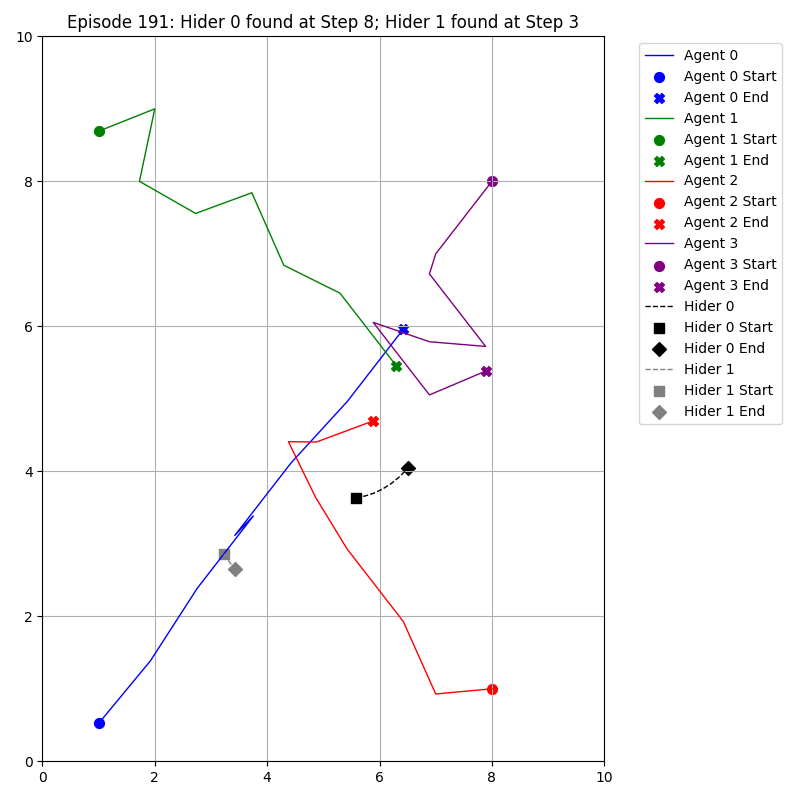 Episode 191: Hider 0 found at Step 8; Hider 1 found at Step 3
10
8
6
4
2
0
0
2
4
6
8
10
Agent 0
Agent 0 Start
Agent 0 End
Agent 1
Agent 1 Start
Agent 1 End
Agent 2
Agent 2 Start
Agent 2 End
Agent 3
Agent 3 Start
Agent 3 End
Hider 0
Hider 0 Start
Hider 0 End
Hider 1
Hider 1 Start
Hider 1 End